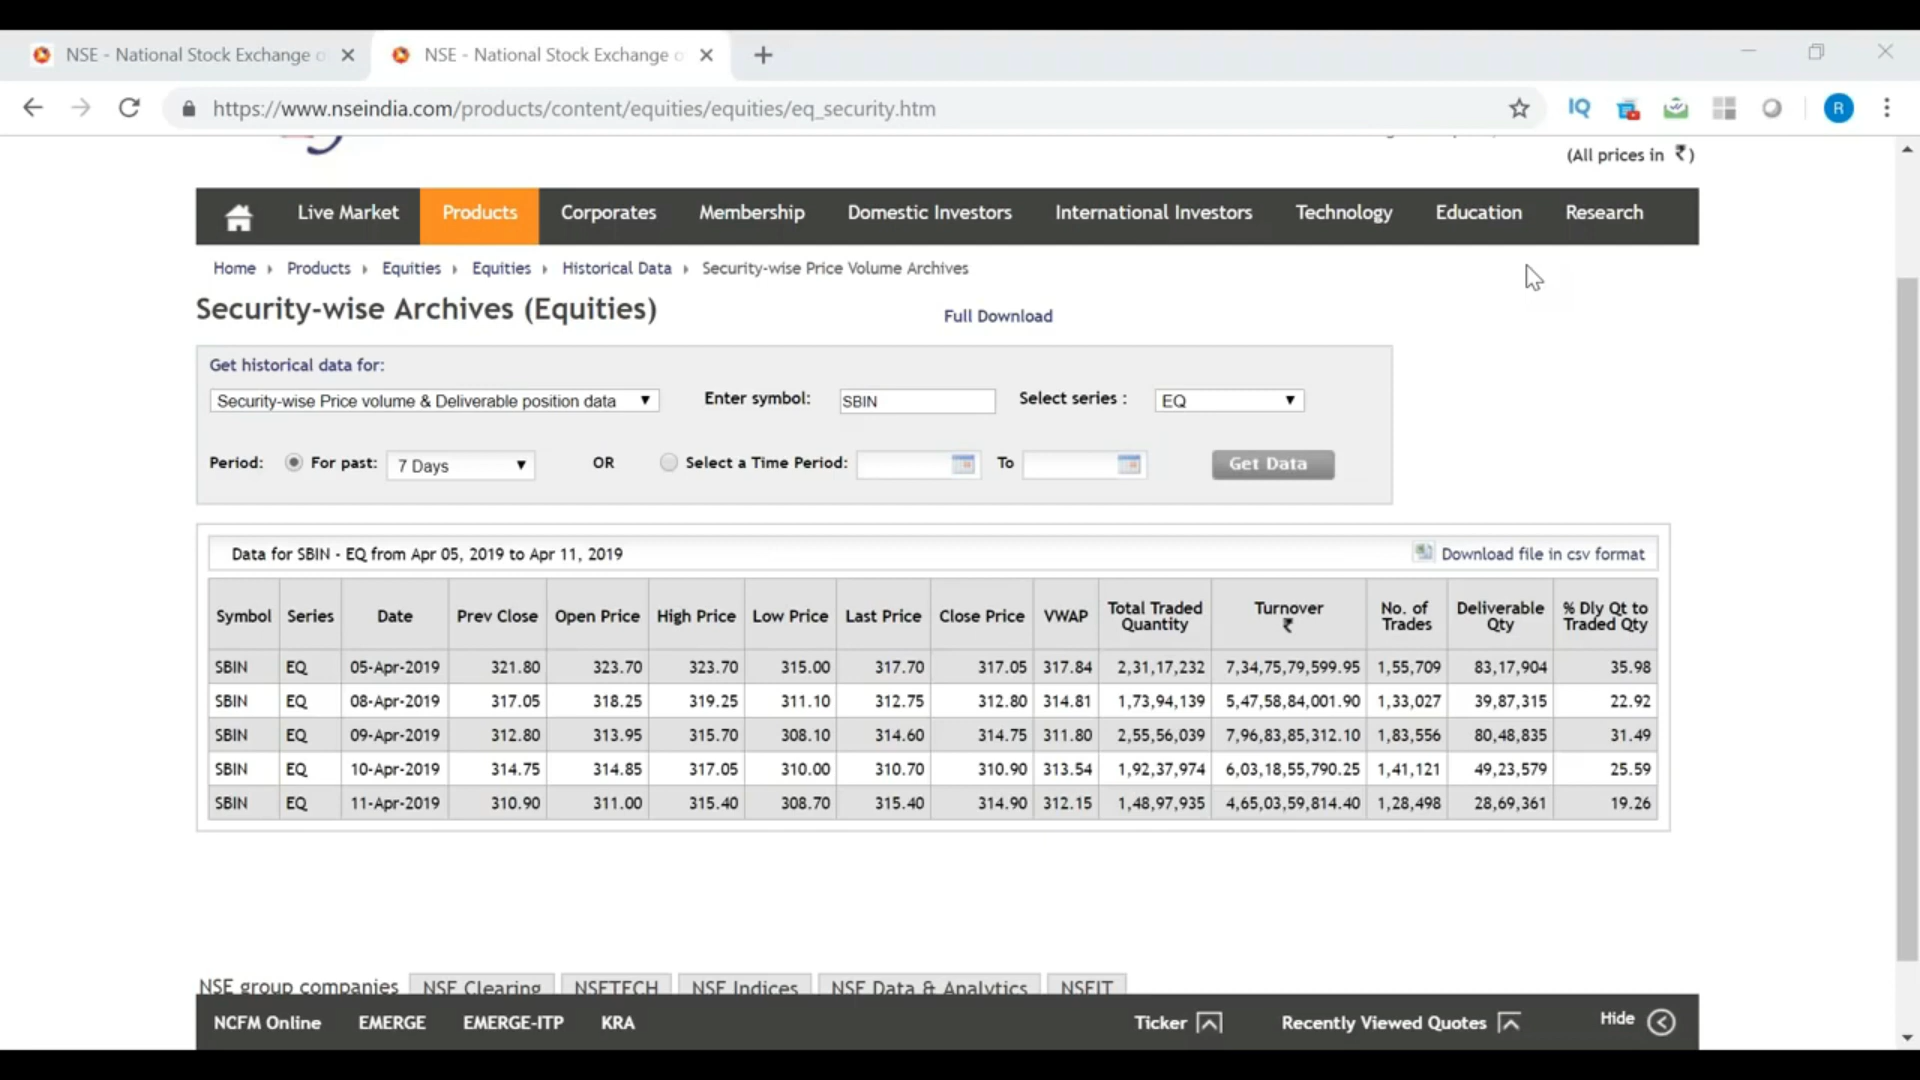 NSE - National Stock Exchange o
NSE - National Stock Exchange o
https://www.nseindia.com/products/content/equities/equities/eq_security.htm
IQ
R
(All prices in ₹)
Live Market Products Corporates Membership Domestic Investors International Investors Technology Education Research
Home Products Equities Equities Historical Data Security-wise Price Volume Archives
Security-wise Archives (Equities)
Full Download
Get historical data for:
Security-wise Price volume & Deliverable position data Enter symbol: SBIN Select series : EQ
Period: For past: 7 Days OR Select a Time Period: To Get Data
Data for SBIN - EQ from Apr 05, 2019 to Apr 11, 2019 Download file in csv format
Symbol Series Date Prev Close Open Price High Price Low Price Last Price Close Price VWAP Total Traded Quantity Turnover ₹ No. of Trades Deliverable Qty % Dly Qt to Traded Qty
SBIN EQ 05-Apr-2019 321.80 323.70 323.70 315.00 317.70 317.05 317.84 2,31,17,232 7,34,75,79,599.95 1,55,709 83,17,904 35.98
SBIN EQ 08-Apr-2019 317.05 318.25 319.25 311.10 312.75 312.80 314.81 1,73,94,139 5,47,58,84,001.90 1,33,027 39,87,315 22.92
SBIN EQ 09-Apr-2019 312.80 313.95 315.70 308.10 314.60 314.75 311.80 2,55,56,039 7,96,83,85,312.10 1,83,556 80,48,835 31.49
SBIN EQ 10-Apr-2019 314.75 314.85 317.05 310.00 310.70 310.90 313.54 1,92,37,974 6,03,18,55,790.25 1,41,121 49,23,579 25.59
SBIN EQ 11-Apr-2019 310.90 311.00 315.40 308.70 315.40 314.90 312.15 1,48,97,935 4,65,03,59,814.40 1,28,498 28,69,361 19.26
NSE group companies NSE Clearing NSETECH NSE Indices NSE Data & Analytics NSEIT
NCFM Online EMERGE EMERGE-ITP KRA Ticker Recently Viewed Quotes Hide